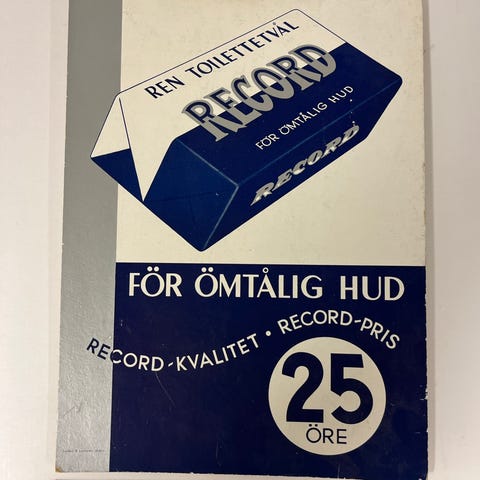 REN TOILETTETVÅL
RECORD
FÖR ÖMTÅLIG HUD
RECORD
FÖR ÖMTÅLIG HUD
RECORD-KVALITET • RECORD-PRIS
25
ÖRE